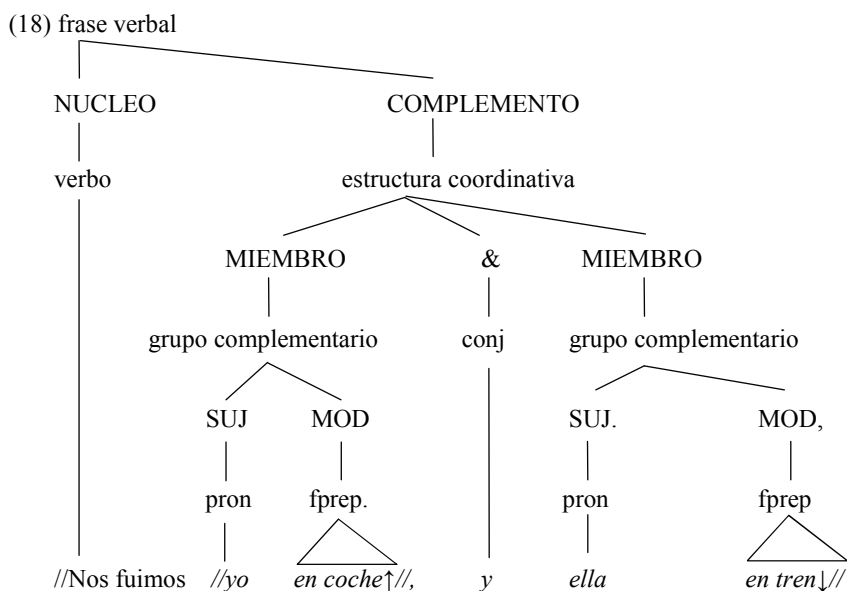 (18) frase verbal
NUCLEO COMPLEMENTO
verbo estructura coordinativa
MIEMBRO & MIEMBRO
grupo complementario conj grupo complementario
SUJ MOD SUJ. MOD,
pron fprep. pron fprep
//Nos fuimos //yo en coche↑//, y ella en tren↓//